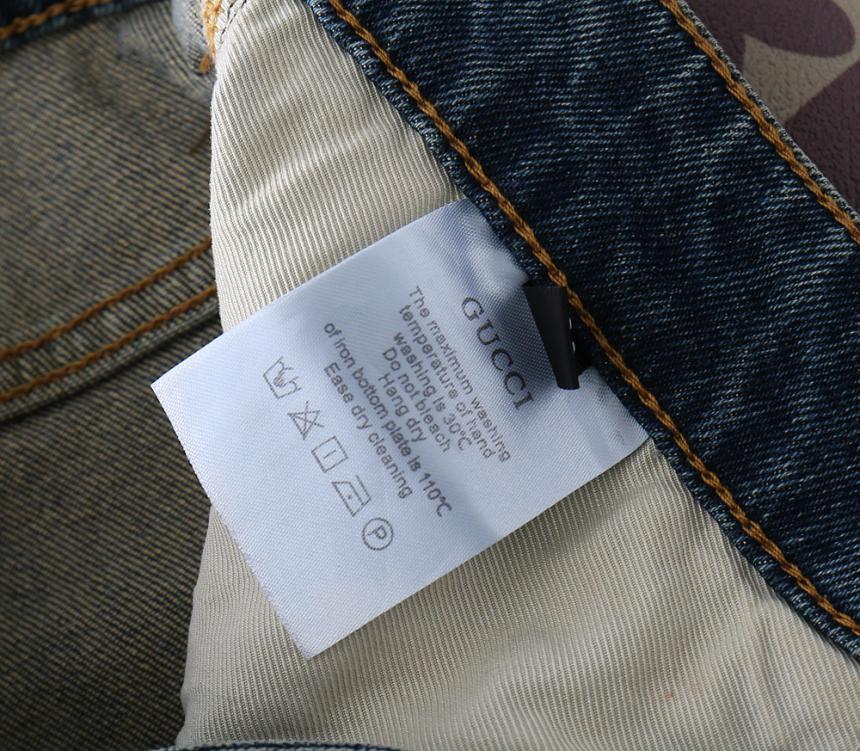 GUCCI
The maximum washing
temperature of hand
washing is 30℃
Do not bleach
Hang dry
of iron bottom plate is 110℃
Ease dry cleaning
P